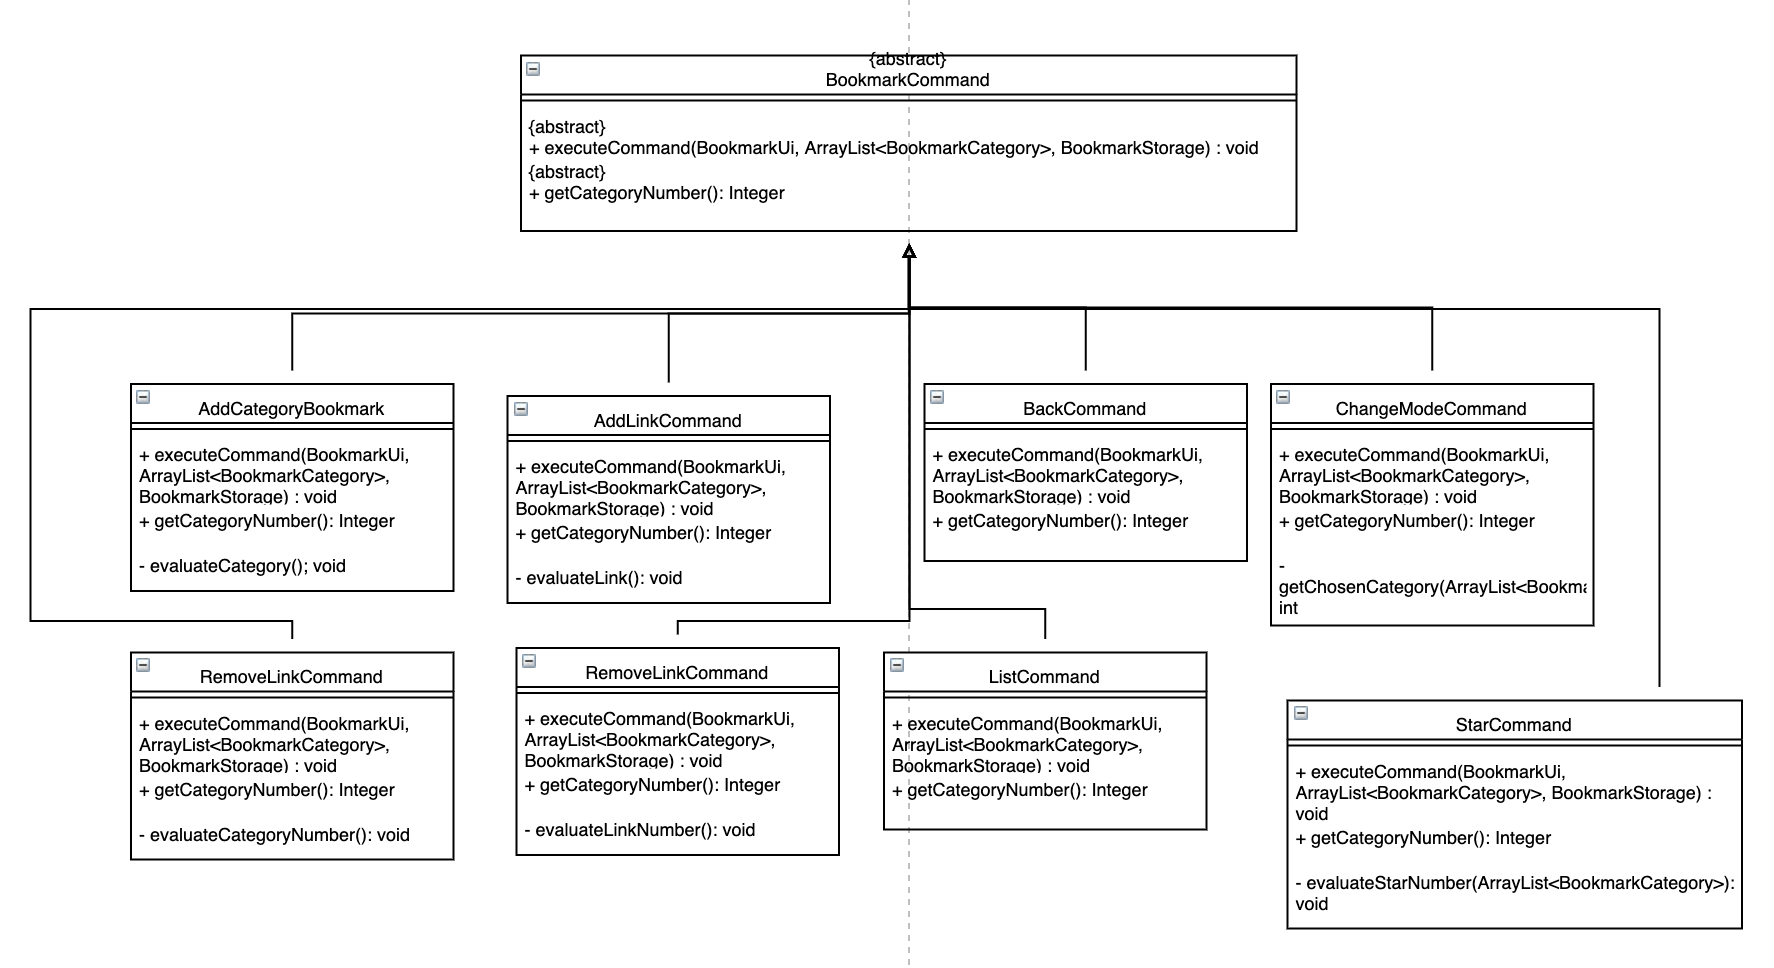 {abstract}
BookmarkCommand
{abstract}
+ executeCommand(BookmarkUi, ArrayList<BookmarkCategory>, BookmarkStorage) : void
{abstract}
+ getCategoryNumber(): Integer
AddCategoryBookmark
+ executeCommand(BookmarkUi,
ArrayList<BookmarkCategory>,
BookmarkStorage) : void
+ getCategoryNumber(): Integer
- evaluateCategory(); void
AddLinkCommand
+ executeCommand(BookmarkUi,
ArrayList<BookmarkCategory>,
BookmarkStorage) : void
+ getCategoryNumber(): Integer
- evaluateLink(): void
BackCommand
+ executeCommand(BookmarkUi,
ArrayList<BookmarkCategory>,
BookmarkStorage) : void
+ getCategoryNumber(): Integer
ChangeModeCommand
+ executeCommand(BookmarkUi,
ArrayList<BookmarkCategory>,
BookmarkStorage) : void
+ getCategoryNumber(): Integer
-
getChosenCategory(ArrayList<Bookma
int
RemoveLinkCommand
+ executeCommand(BookmarkUi,
ArrayList<BookmarkCategory>,
BookmarkStorage) : void
+ getCategoryNumber(): Integer
- evaluateCategoryNumber(): void
RemoveLinkCommand
+ executeCommand(BookmarkUi,
ArrayList<BookmarkCategory>,
BookmarkStorage) : void
+ getCategoryNumber(): Integer
- evaluateLinkNumber(): void
ListCommand
+ executeCommand(BookmarkUi,
ArrayList<BookmarkCategory>,
BookmarkStorage) : void
+ getCategoryNumber(): Integer
StarCommand
+ executeCommand(BookmarkUi,
ArrayList<BookmarkCategory>, BookmarkStorage) :
void
+ getCategoryNumber(): Integer
- evaluateStarNumber(ArrayList<BookmarkCategory>):
void